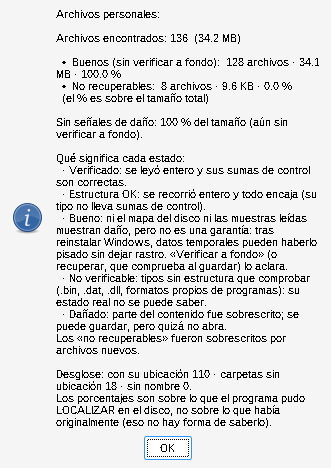 Archivos personales:
Archivos encontrados: 136 (34.2 MB)
• Buenos (sin verificar a fondo): 128 archivos · 34.1
MB · 100.0 %
• No recuperables: 8 archivos · 9.6 KB · 0.0 %
(el % es sobre el tamaño total)
Sin señales de daño: 100 % del tamaño (aún sin
verificar a fondo).
Qué significa cada estado:
· Verificado: se leyó entero y sus sumas de control
son correctas.
· Estructura OK: se recorrió entero y todo encaja (su
tipo no lleva sumas de control).
· Bueno: ni el mapa del disco ni las muestras leídas
muestran daño, pero no es una garantía: tras
reinstalar Windows, datos temporales pueden haberlo
pisado sin dejar rastro. «Verificar a fondo» (o
recuperar, que comprueba al guardar) lo aclara.
· No verificable: tipos sin estructura que comprobar
(.bin, .dat, .dll, formatos propios de programas): su
estado real no se puede saber.
· Dañado: parte del contenido fue sobrescrito; se
puede guardar, pero quizá no abra.
Los «no recuperables» fueron sobrescritos por
archivos nuevos.
Desglose: con su ubicación 110 · carpetas sin
ubicación 18 · sin nombre 0.
Los porcentajes son sobre lo que el programa pudo
LOCALIZAR en el disco, no sobre lo que había
originalmente (eso no hay forma de saberlo).
OK